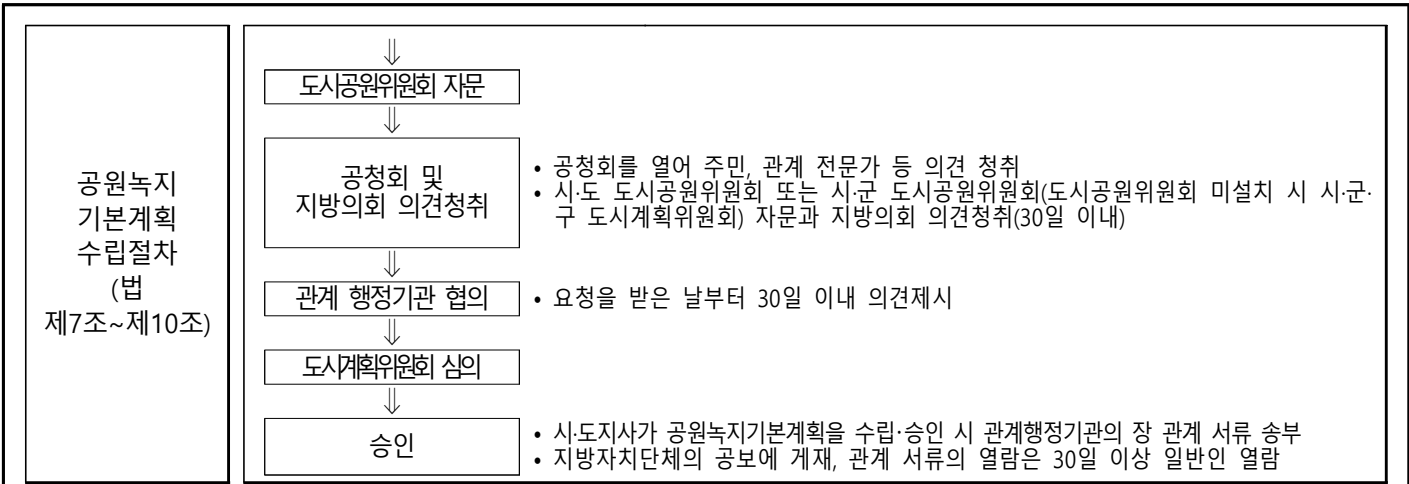 ⇓
도시공원위원회 자문
⇓
공원녹지
기본계획
수립절차
(법
제7조~제10조)
공청회 및
지방의회 의견청취
• 공청회를 열어 주민, 관계 전문가 등 의견 청취
• 시·도 도시공원위원회 또는 시·군 도시공원위원회(도시공원위원회 미설치 시 시·군·
구 도시계획위원회) 자문과 지방의회 의견청취(30일 이내)
⇓
관계 행정기관 협의
• 요청을 받은 날부터 30일 이내 의견제시
⇓
도시계획위원회 심의
⇓
승인
• 시·도지사가 공원녹지기본계획을 수립·승인 시 관계행정기관의 장 관계 서류 송부
• 지방자치단체의 공보에 게재, 관계 서류의 열람은 30일 이상 일반인 열람